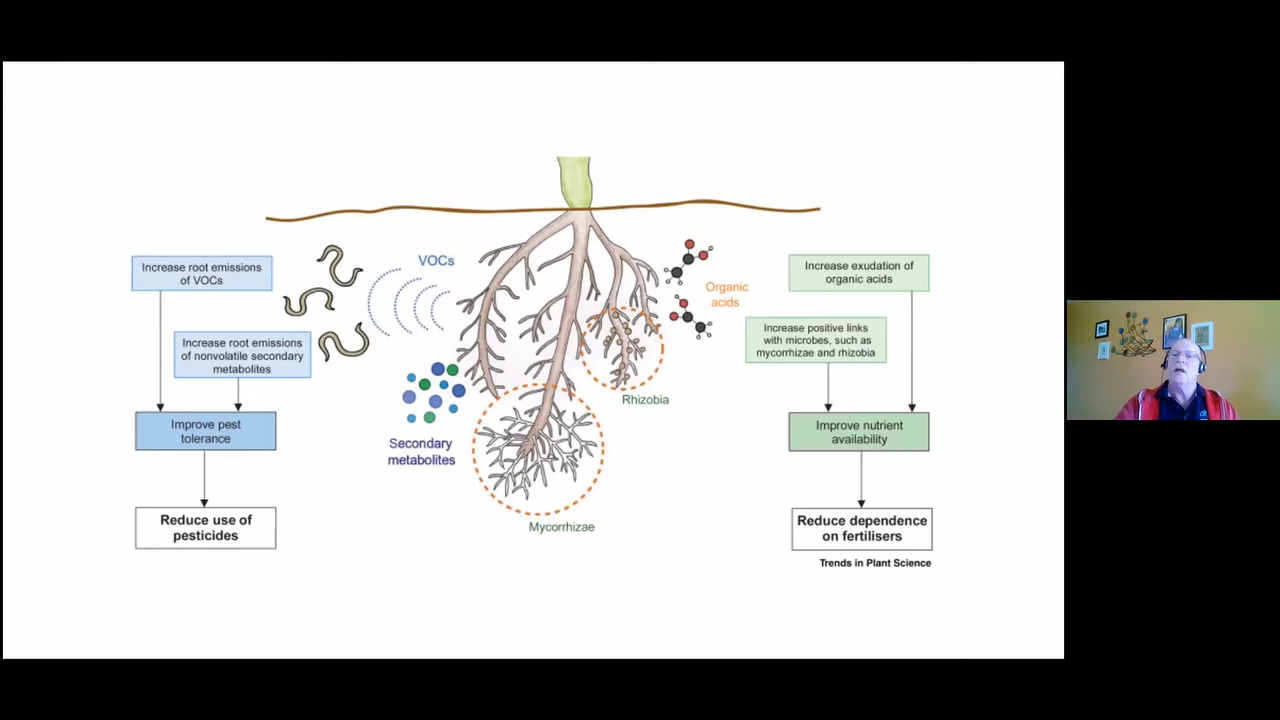 Increase root emissions
of VOCs
Increase root emissions
of nonvolatile secondary
metabolites
Improve pest
tolerance
Reduce use of
pesticides
VOCs
Secondary
metabolites
Mycorrhizae
Rhizobia
Organic
acids
Increase exudation of
organic acids
Increase positive links
with microbes, such as
mycorrhizae and rhizobia
Improve nutrient
availability
Reduce dependence
on fertilisers
Trends in Plant Science